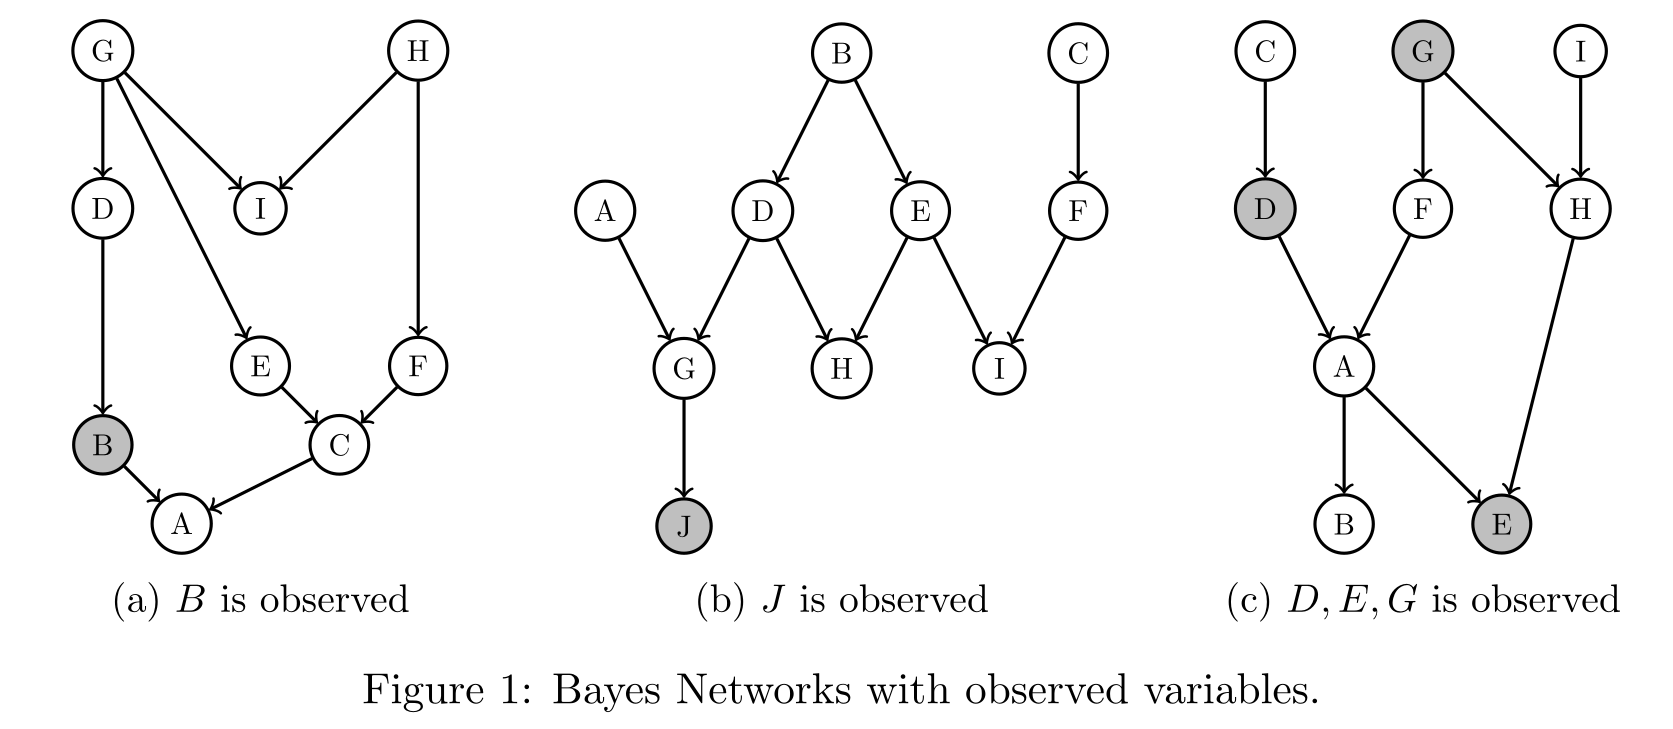 G H B C C G I
D I A D E F D F H
E F G H I A
B C
A J B E
(a) B is observed (b) J is observed (c) D, E, G is observed
Figure 1: Bayes Networks with observed variables.